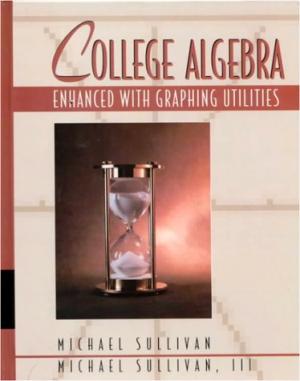 COLLEGE ALGEBRA
ENHANCED WITH GRAPHING UTILITIES
MICHAEL SULLIVAN
MICHAEL SULLIVAN, III